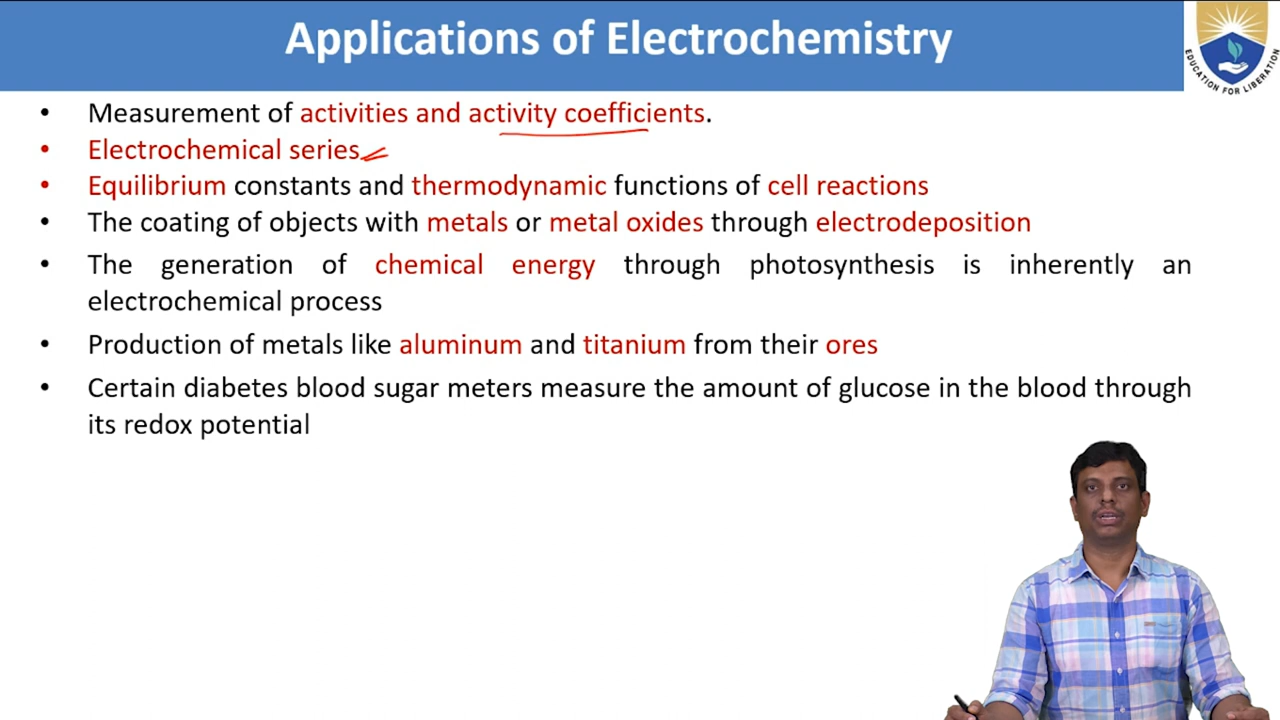 Applications of Electrochemistry
EDUCATION FOR LIBERATION
• Measurement of activities and activity coefficients.
• Electrochemical series
• Equilibrium constants and thermodynamic functions of cell reactions
• The coating of objects with metals or metal oxides through electrodeposition
• The generation of chemical energy through photosynthesis is inherently an
electrochemical process
• Production of metals like aluminum and titanium from their ores
• Certain diabetes blood sugar meters measure the amount of glucose in the blood through
its redox potential